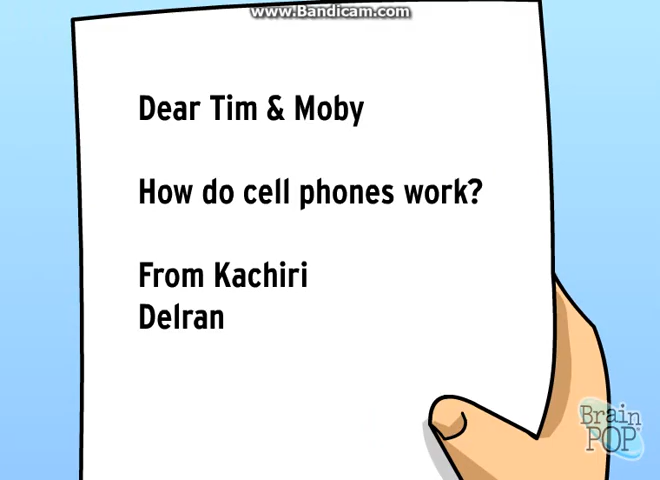 www.Bandicam.com
Dear Tim & Moby
How do cell phones work?
From Kachiri
Delran
Brain
POP